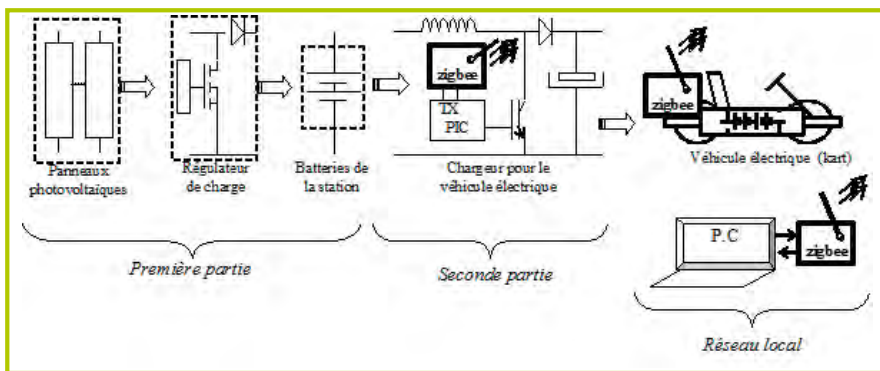 Panneaux
photovoltaïques
Régulateur
de charge
Batteries de
la station
zigbee
TX
PIC
Chargeur pour le
véhicule électrique
zigbee
Véhicule électrique (kart)
P.C
zigbee
Première partie
Seconde partie
Réseau local